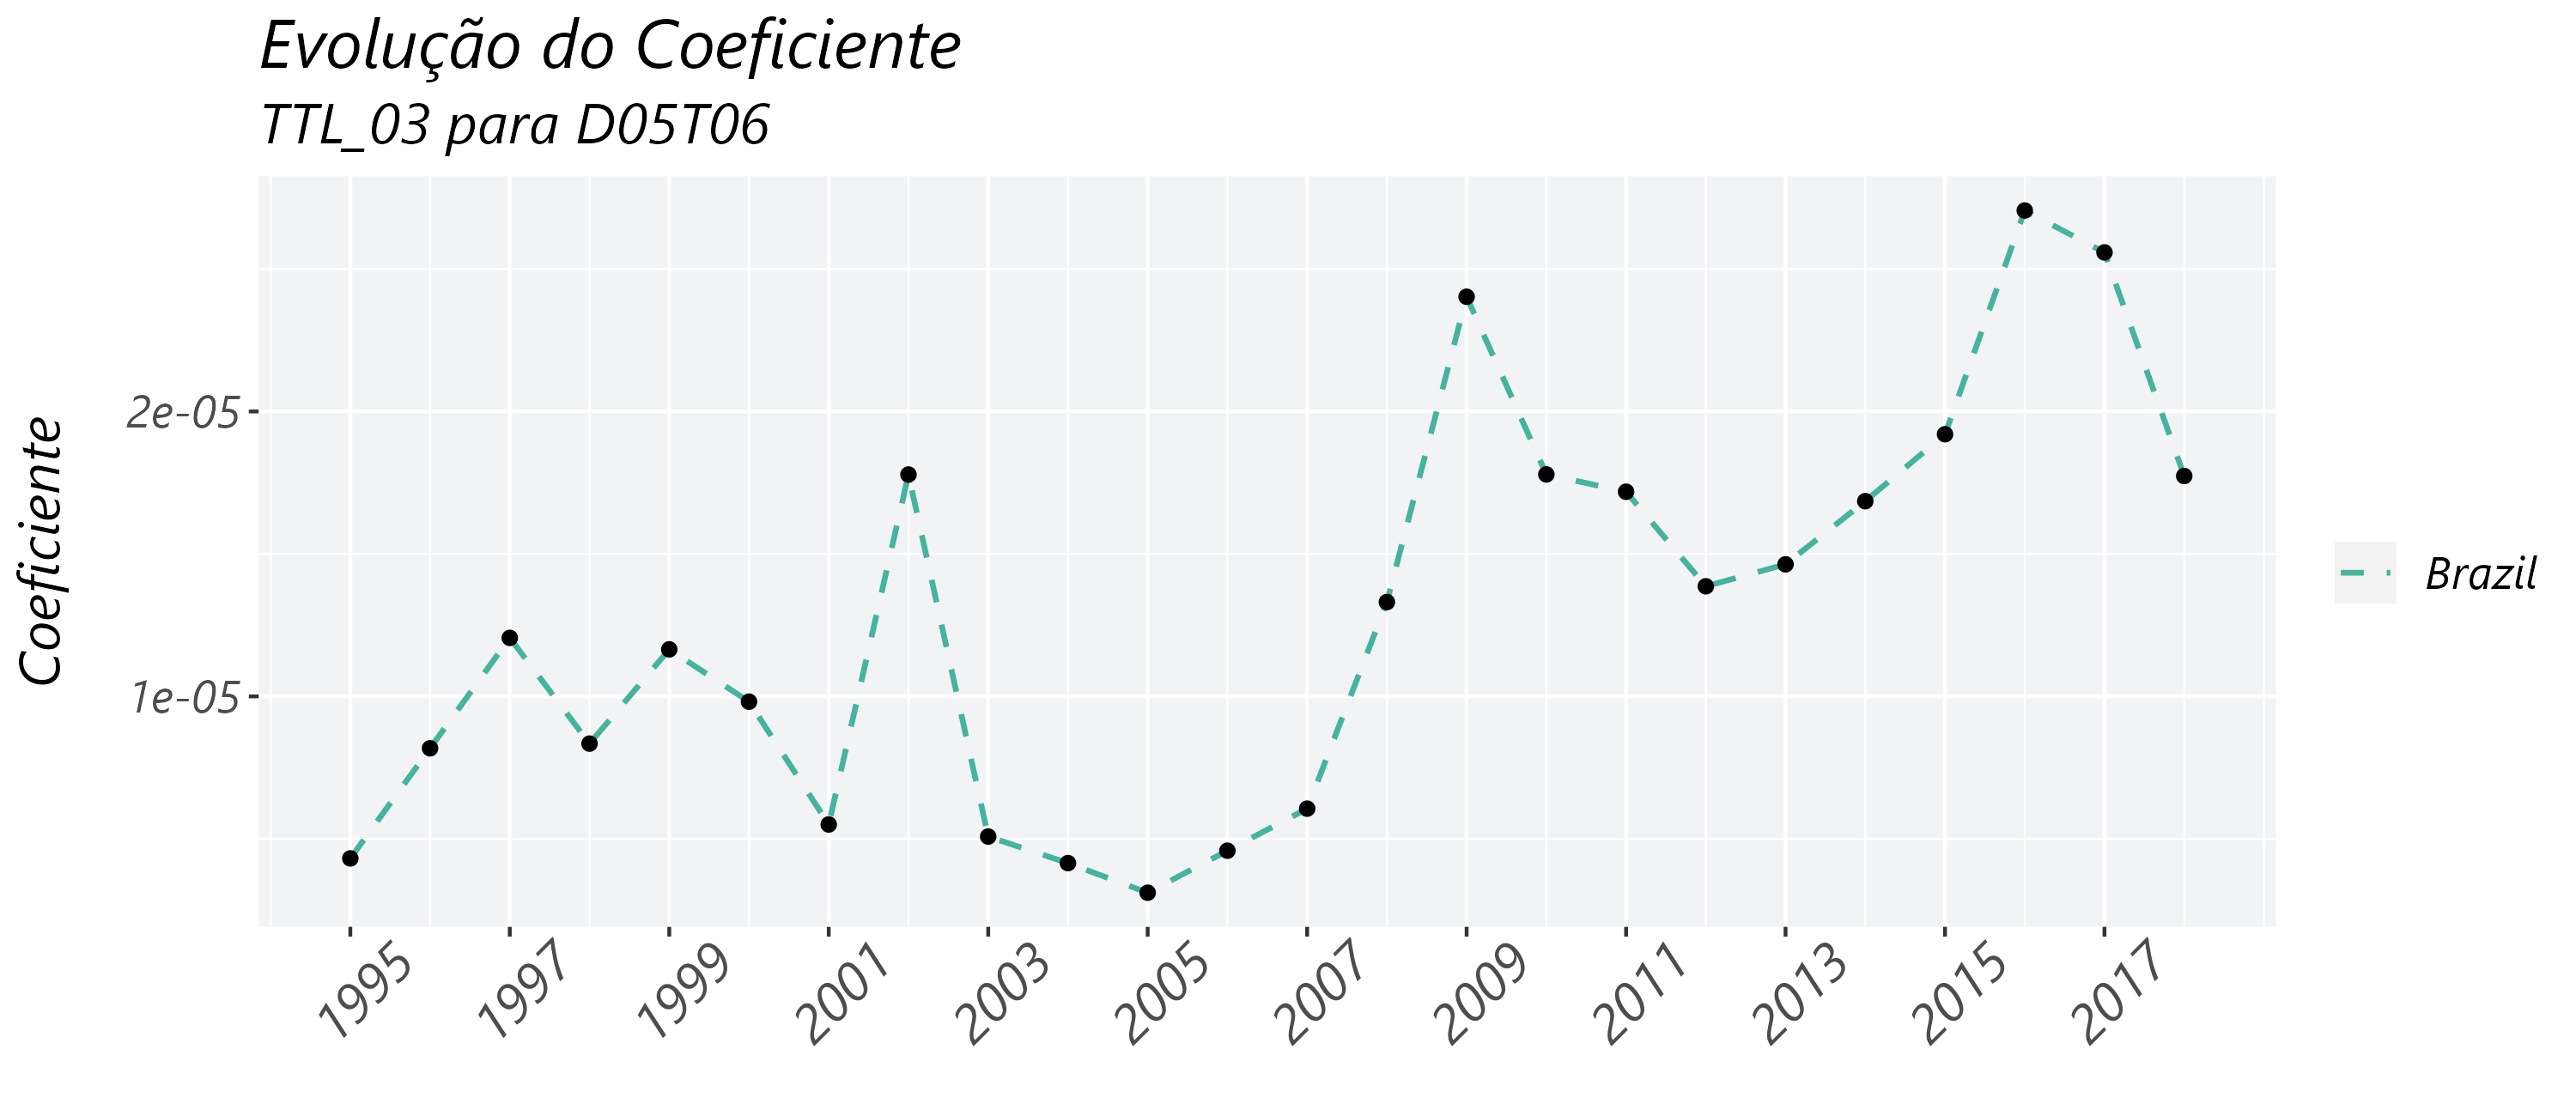 Evolução do Coeficiente
TTL_03 para D05T06
Coeficiente
2e-05
1e-05
1995
1997
1999
2001
2003
2005
2007
2009
2011
2013
2015
2017
Brazil